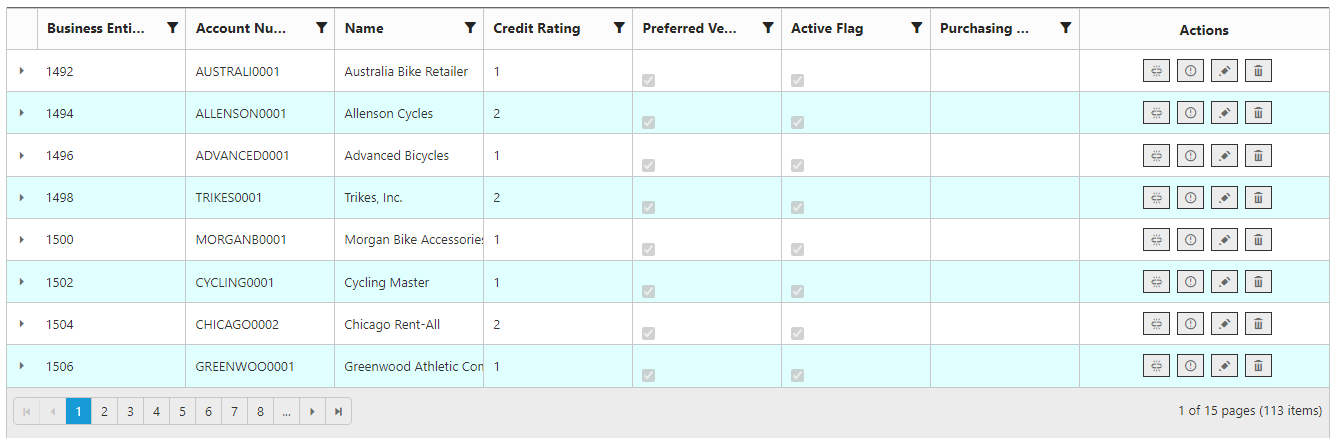 Business Enti... Account Nu... Name Credit Rating Preferred Ve... Active Flag Purchasing ... Actions
1492 AUSTRALI0001 Australia Bike Retailer 1
1494 ALLENSON0001 Allenson Cycles 2
1496 ADVANCED0001 Advanced Bicycles 1
1498 TRIKES0001 Trikes, Inc. 2
1500 MORGANB0001 Morgan Bike Accessories 1
1502 CYCLING0001 Cycling Master 1
1504 CHICAGO0002 Chicago Rent-All 2
1506 GREENWOO0001 Greenwood Athletic Com 1
1 2 3 4 5 6 7 8 ... 1 of 15 pages (113 items)